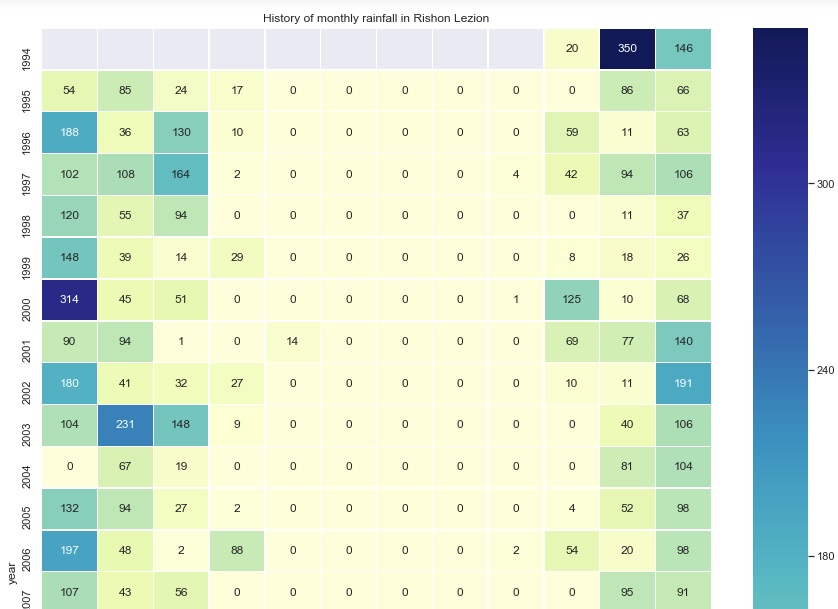 History of monthly rainfall in Rishon Lezion
1994 20 350 146
1995 54 85 24 17 0 0 0 0 0 0 86 66
1996 188 36 130 10 0 0 0 0 0 59 11 63
1997 102 108 164 2 0 0 0 0 4 42 94 106
1998 120 55 94 0 0 0 0 0 0 0 11 37
1999 148 39 14 29 0 0 0 0 0 8 18 26
2000 314 45 51 0 0 0 0 0 1 125 10 68
2001 90 94 1 0 14 0 0 0 0 69 77 140
2002 180 41 32 27 0 0 0 0 0 10 11 191
2003 104 231 148 9 0 0 0 0 0 0 40 106
2004 0 67 19 0 0 0 0 0 0 0 81 104
2005 132 94 27 2 0 0 0 0 0 4 52 98
2006 197 48 2 88 0 0 0 0 2 54 20 98
07 107 43 56 0 0 0 0 0 0 0 95 91
year
300
240
180